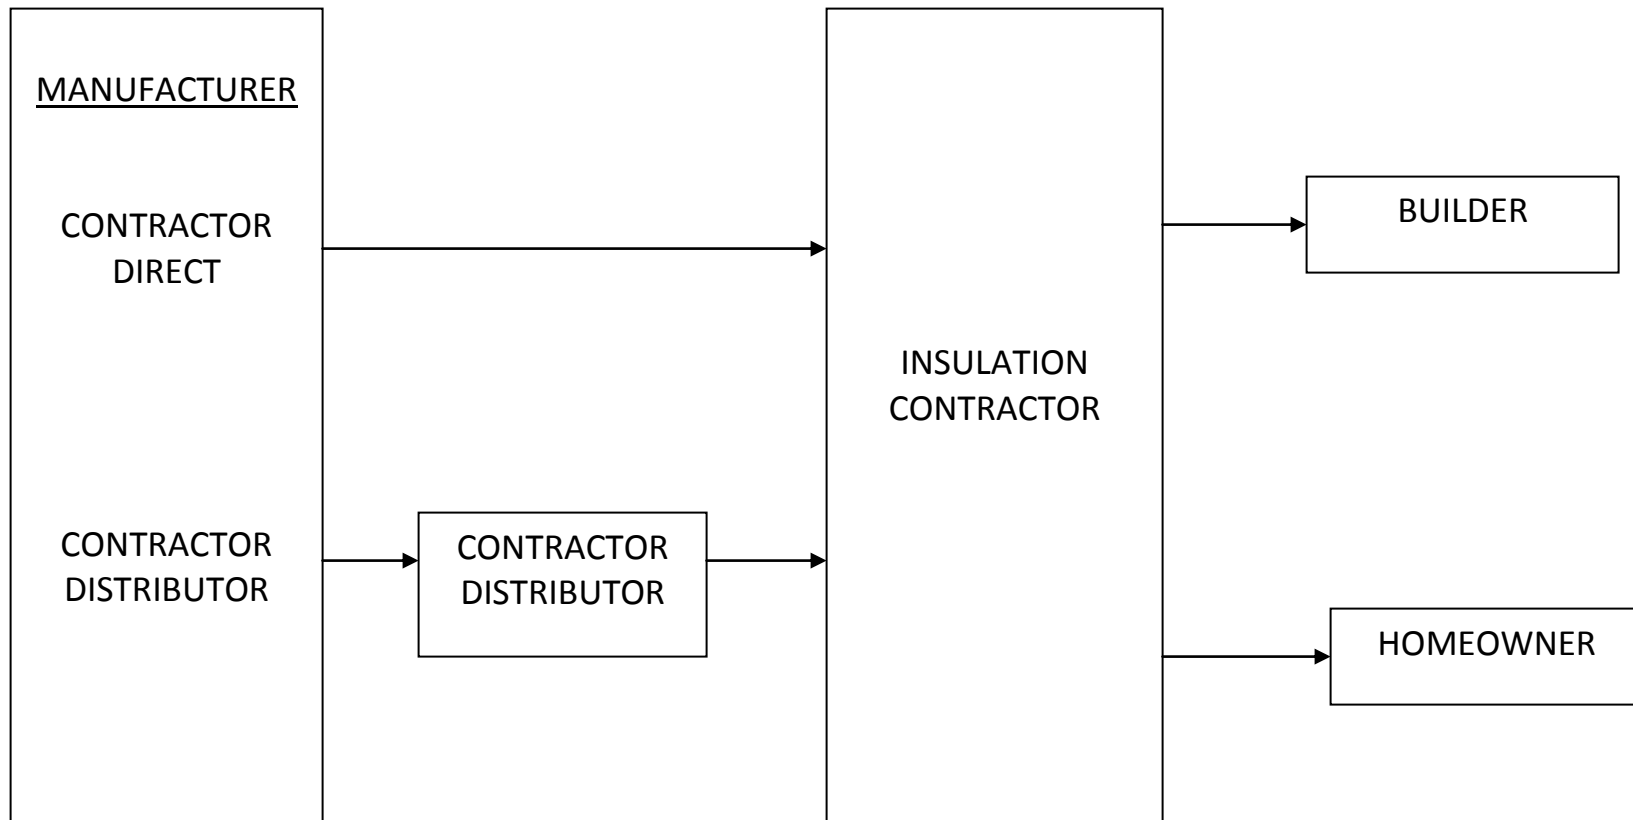 MANUFACTURER
CONTRACTOR
DIRECT
CONTRACTOR
DISTRIBUTOR
CONTRACTOR
DISTRIBUTOR
INSULATION
CONTRACTOR
BUILDER
HOMEOWNER